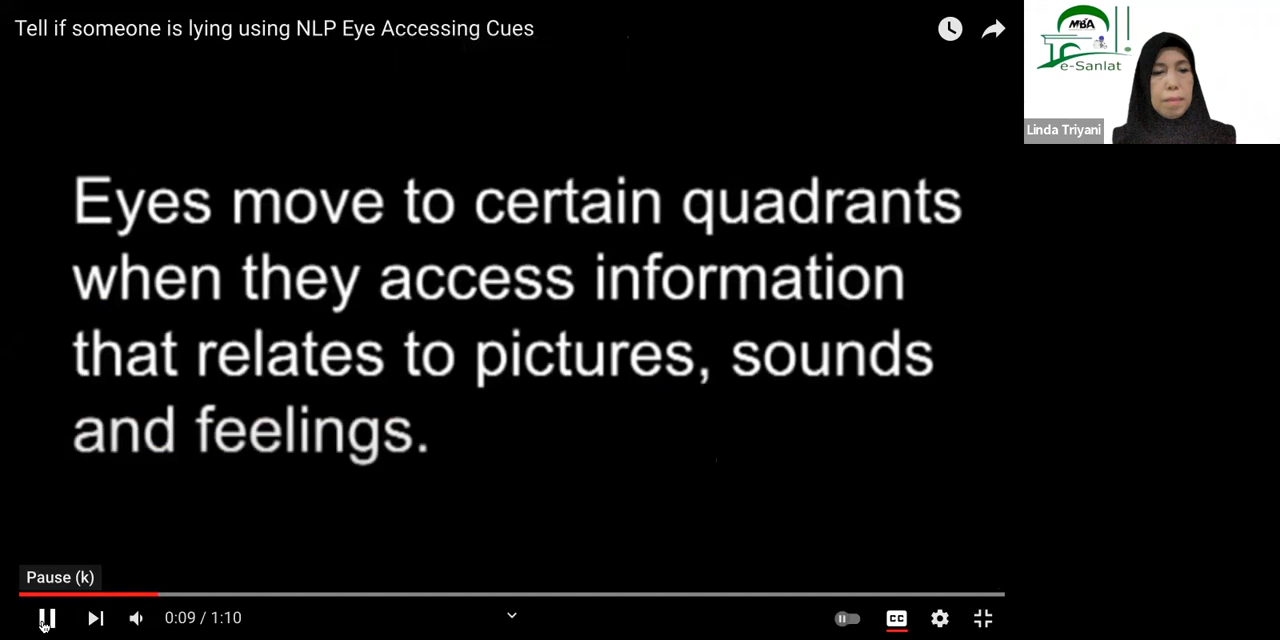 Tell if someone is lying using NLP Eye Accessing Cues
MBA
e-Sanlat
Linda Triyani
Eyes move to certain quadrants
when they access information
that relates to pictures, sounds
and feelings.
Pause (k)
0:09 / 1:10
CC